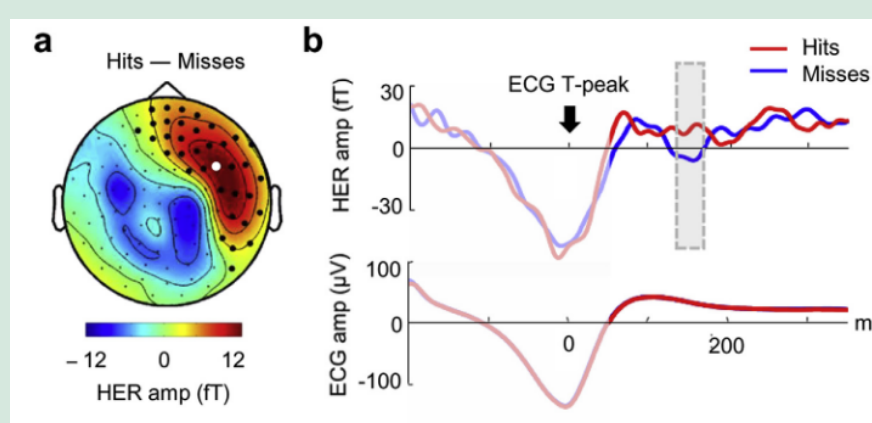 a
Hits — Misses
− 12 0 12
HER amp (fT)
b
Hits
Misses
ECG T-peak
HER amp (fT)
30
0
-30
ECG amp (μV)
100
0
-100
0 200
m